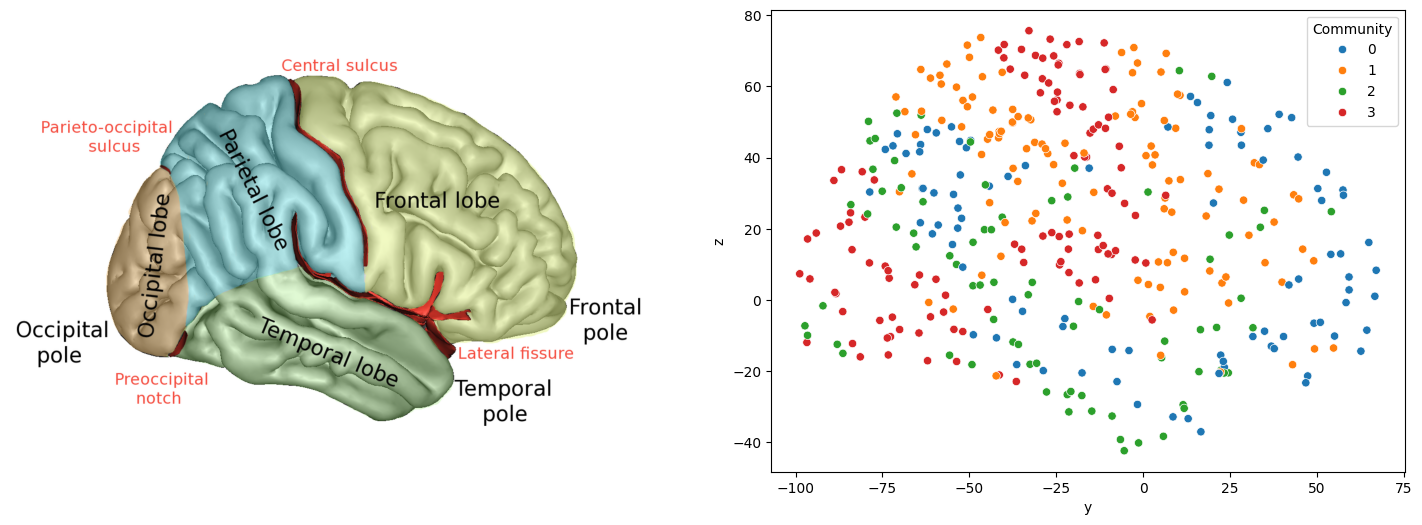 Central sulcus
Parieto-occipital
sulcus
Parietal lobe
Frontal lobe
Occipital lobe
Temporal lobe
Occipital
pole
Frontal
pole
Lateral fissure
Preoccipital
notch
Temporal
pole
80
60
40
20
0
−20
−40
z
−100
−75
−50
−25
0
25
50
75
y
Community
0
1
2
3